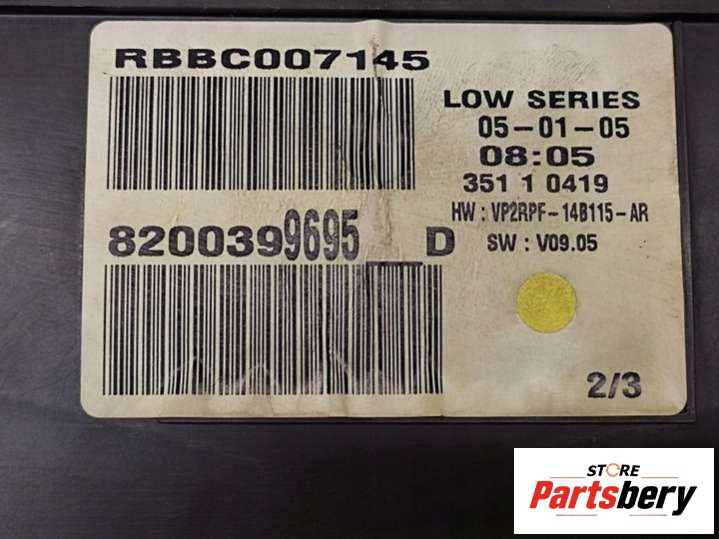 RBBC007145
LOW SERIES
05-01-05
08:05
351 1 0419
HW : VP2RPF-14B115-AR
SW : V09.05
8200399695__D
2/3
STORE
Partsbery